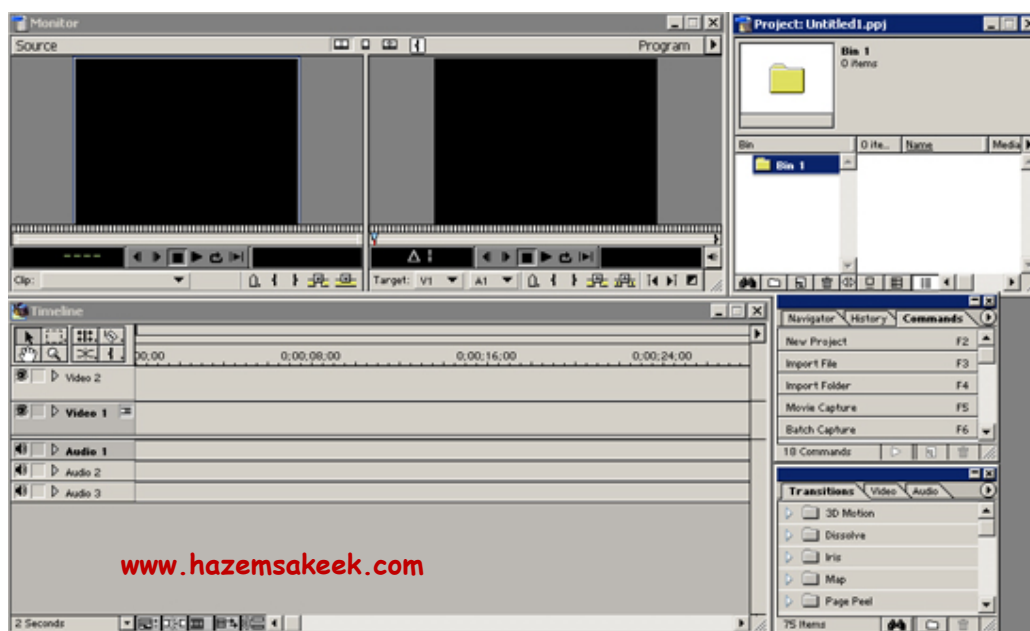 Monitor
Source
Program
Clip:
Target: V1 A1
Project: Untitled1.ppj
Bin 1
0 items
Bin
0 ite... Name Media
Bin 1
Timeline
00;00 0;00;08;00 0;00;16;00 0;00;24;00
Video 2
Video 1
Audio 1
Audio 2
Audio 3
www.hazemsakeek.com
2 Seconds
Navigator History Commands
New Project F2
Import File F3
Import Folder F4
Movie Capture F5
Batch Capture F6
18 Commands
Transitions Video Audio
3D Motion
Dissolve
Iris
Map
Page Peel
75 Items